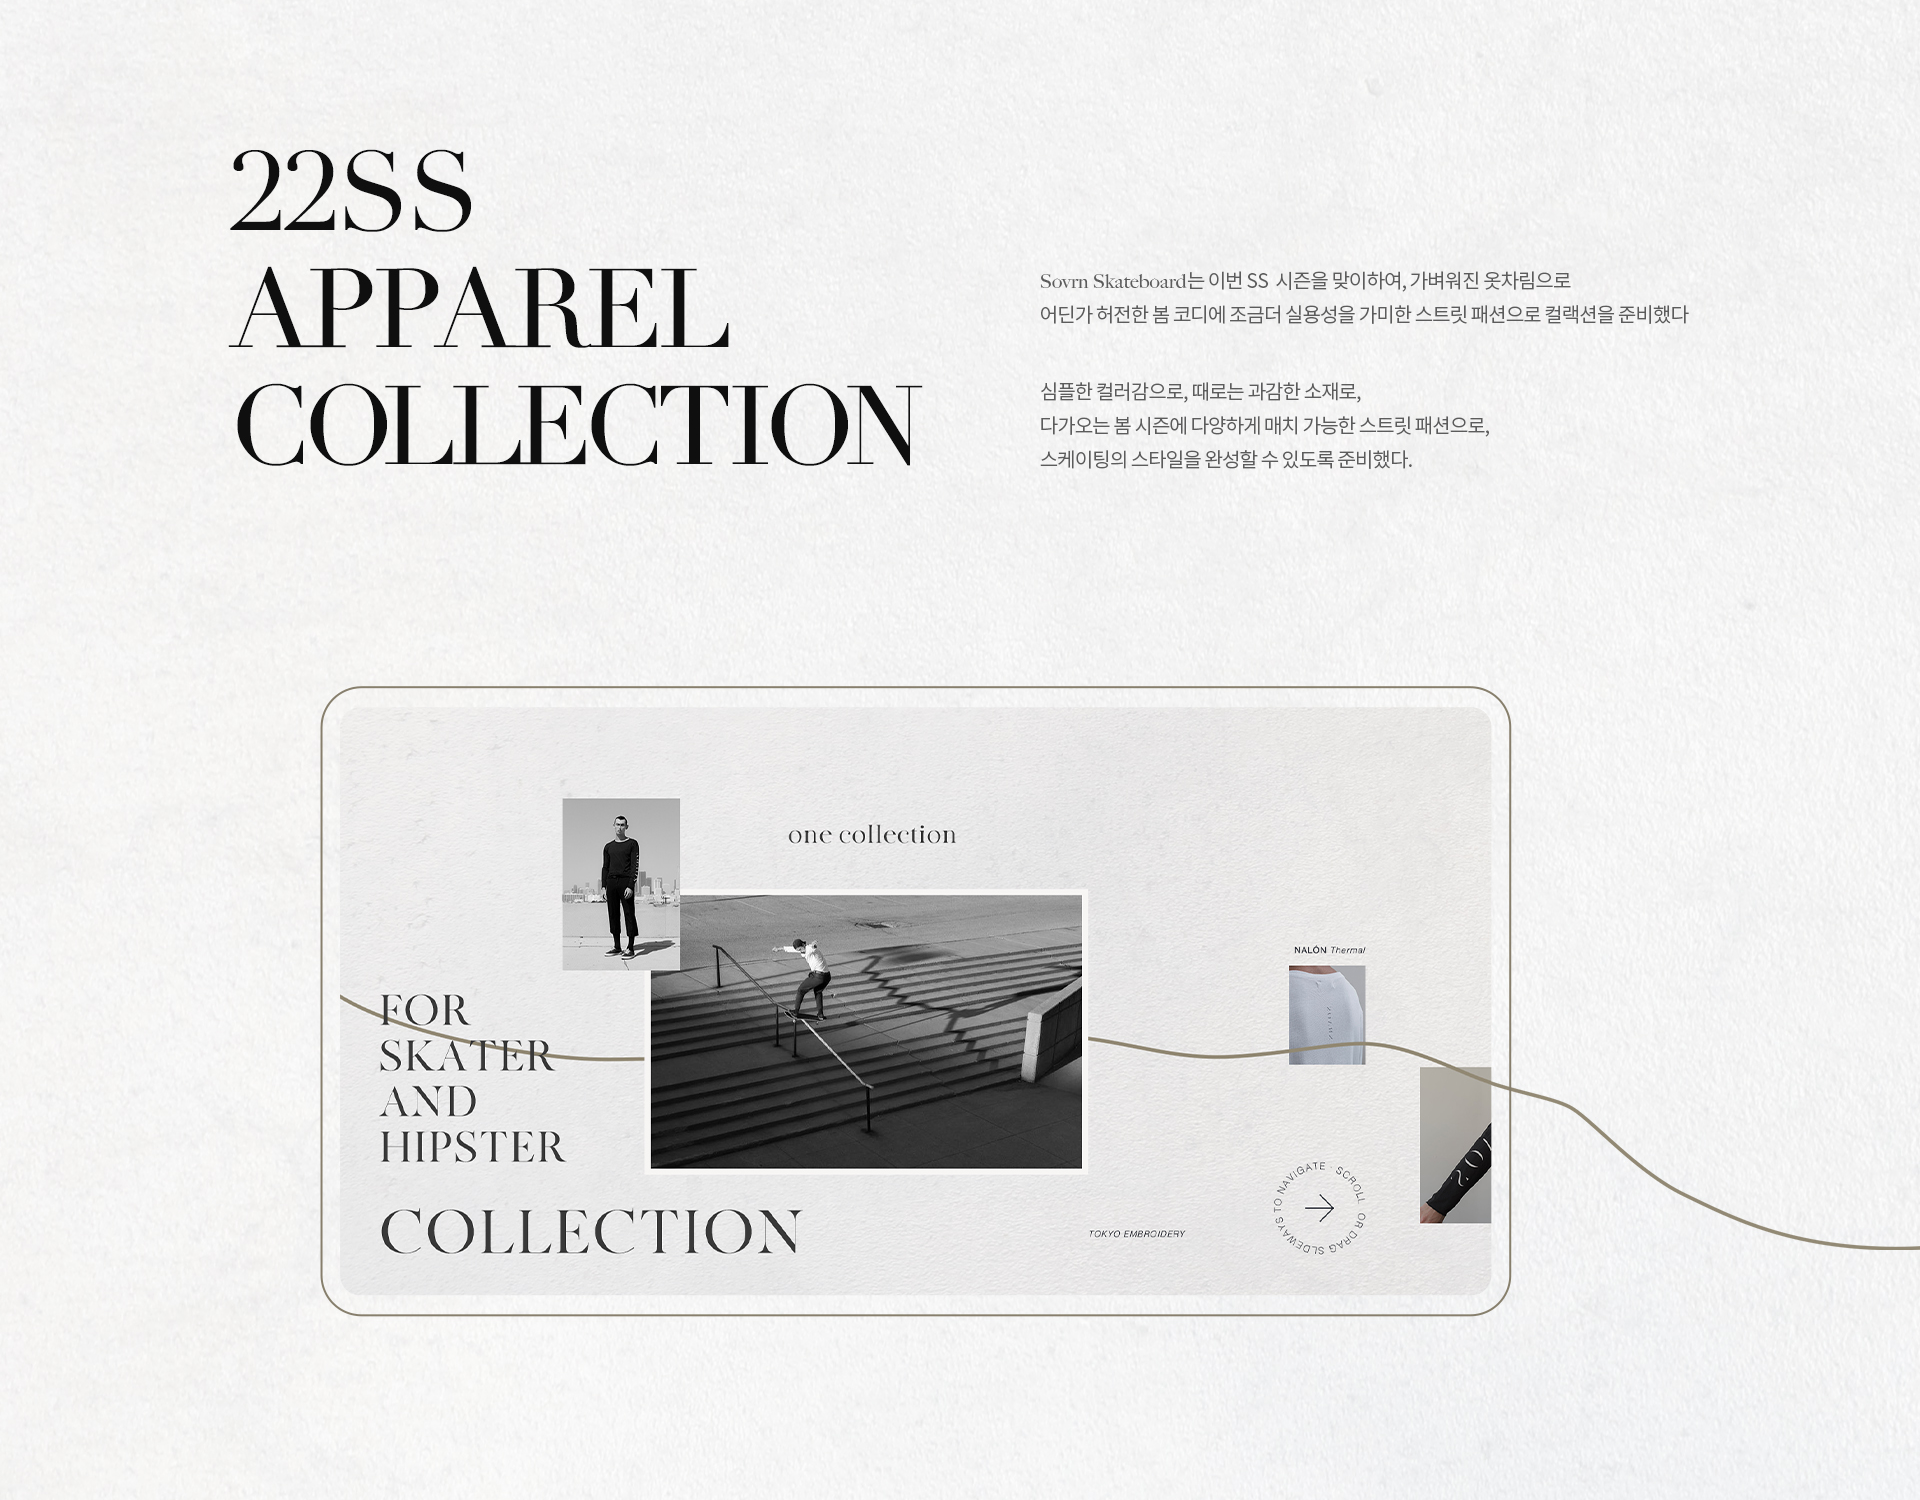 22SS
APPAREL
COLLECTION
Sovrn Skateboard는 이번 SS 시즌을 맞이하여, 가벼워진 옷차림으로
어딘가 허전한 봄 코디에 조금더 실용성을 가미한 스트릿 패션으로 컬랙션을 준비했다
심플한 컬러감으로, 때로는 과감한 소재로,
다가오는 봄 시즌에 다양하게 매치 가능한 스트릿 패션으로,
스케이팅의 스타일을 완성할 수 있도록 준비했다.
one collection
FOR
SKATER
AND
HIPSTER
COLLECTION
NALÓN Thermal
TOKYO EMBROIDERY
SCROLL OR DRAG SLDEWAYS TO NAVIGATE ·